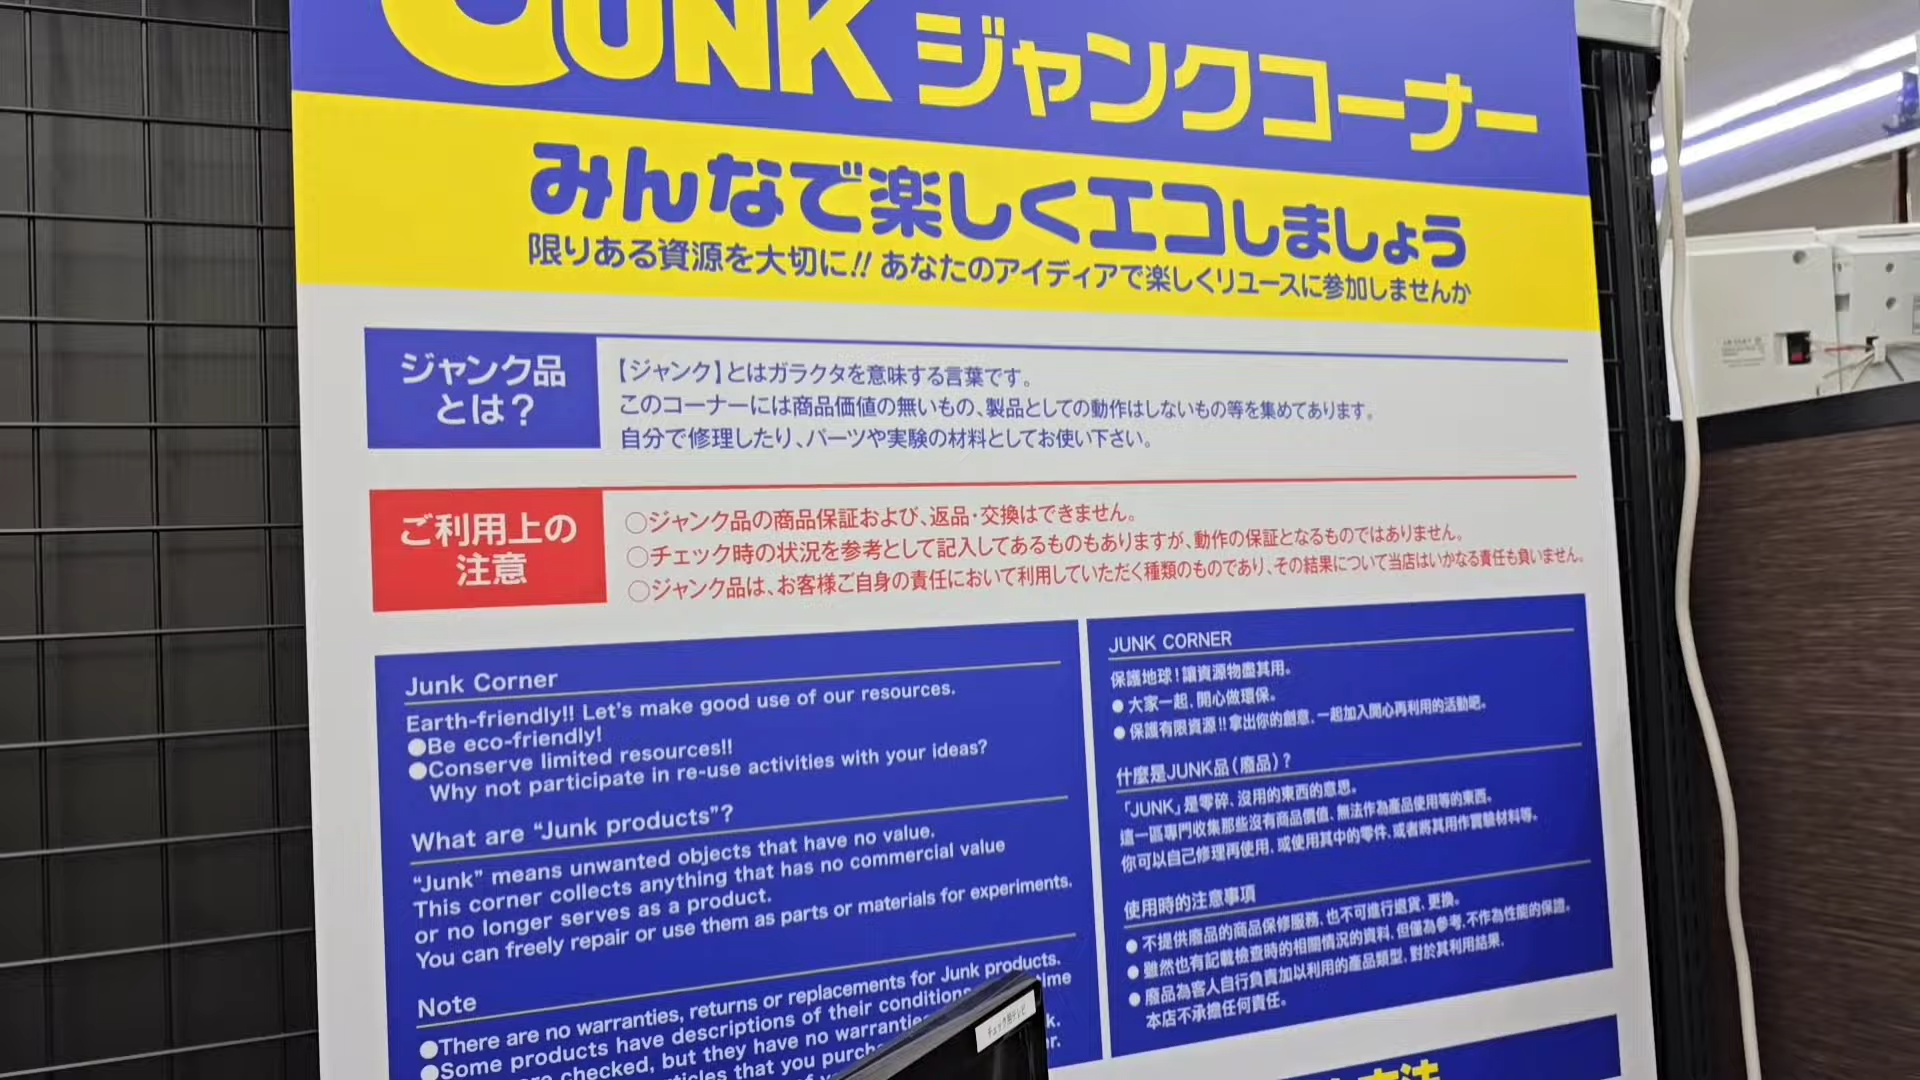 JUNK ジャンクコーナー
みんなで楽しくエコしましょう
限りある資源を大切に!! あなたのアイディアで楽しくリユースに参加しませんか
ジャンク品
とは？
【ジャンク】とはガラクタを意味する言葉です。
このコーナーには商品価値の無いもの、製品としての動作はしないもの等を集めてあります。
自分で修理したり、パーツや実験の材料としてお使い下さい。
ご利用上の
注意
○ジャンク品の商品保証および、返品・交換はできません。
○チェック時の状況を参考として記入してあるものもありますが、動作の保証となるものではありません。
○ジャンク品は、お客様ご自身の責任において利用していただく種類のものであり、その結果について当店はいかなる責任も負いません。
Junk Corner
Earth-friendly!! Let's make good use of our resources.
●Be eco-friendly!
●Conserve limited resources!!
Why not participate in re-use activities with your ideas?
What are “Junk products”?
“Junk” means unwanted objects that have no value.
This corner collects anything that has no commercial value
or no longer serves as a product.
You can freely repair or use them as parts or materials for experiments.
Note
●There are no warranties, returns or replacements for Junk products.
●Some products have descriptions of their conditions time
checked, but they have no warranties
that you
JUNK CORNER
保護地球！讓資源物盡其用。
● 大家一起，開心做環保。
● 保護有限資源!! 拿出你的創意，一起加入開心再利用的活動吧。
什麼是JUNK品（廢品）？
「JUNK」是零碎、沒用的東西的意思。
這一區專門收集那些沒有商品價值、無法作為產品使用等的東西。
你可以自己修理再使用，或使用其中的零件，或者將其用作實驗材料等。
使用時的注意事項
● 不提供廢品的商品保修服務，也不可進行退貨、更換。
● 雖然也有記載檢查時的相關情況的資料，但僅為參考，不作為性能的保證。
● 廢品為客人自行負責加以利用的產品類型，對於其利用結果，
本店不承擔任何責任。
チェック用テレビ